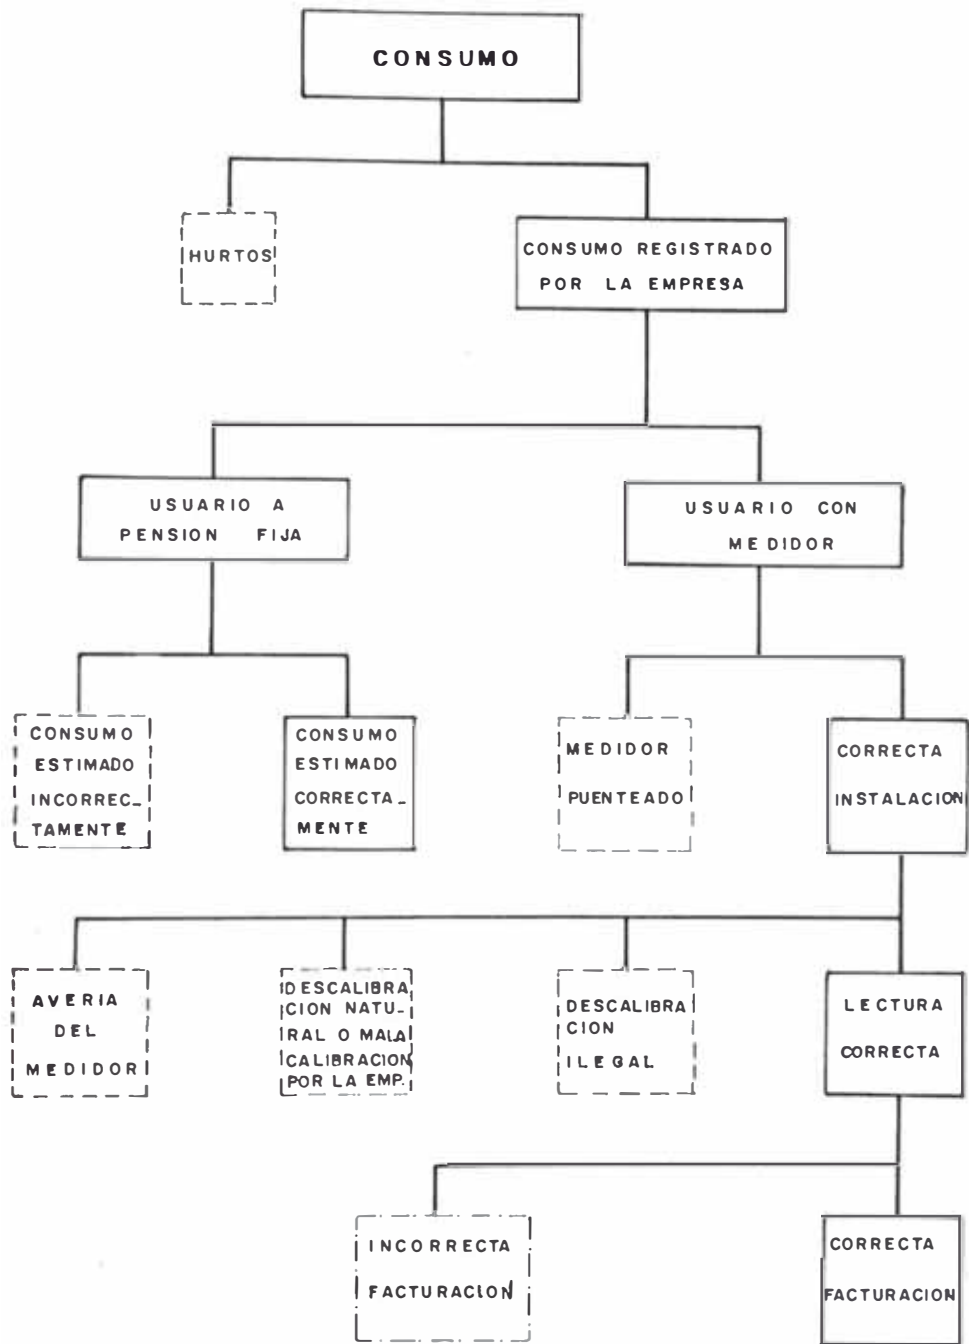 CONSUMO
HURTOS
CONSUMO REGISTRADO
POR LA EMPRESA
USUARIO A
PENSION FIJA
USUARIO CON
MEDIDOR
CONSUMO
ESTIMADO
INCORREC_
TAMENTE
CONSUMO
ESTIMADO
CORRECTA_
MENTE
MEDIDOR
PUENTEADO
CORRECTA
INSTALACION
AVERIA
DEL
MEDIDOR
DESCALIBRA
CION NATU_
RAL O MALA
CALIBRACION
POR LA EMP.
DESCALIBRA
CION
ILEGAL
LECTURA
CORRECTA
INCORRECTA
FACTURACION
CORRECTA
FACTURACION